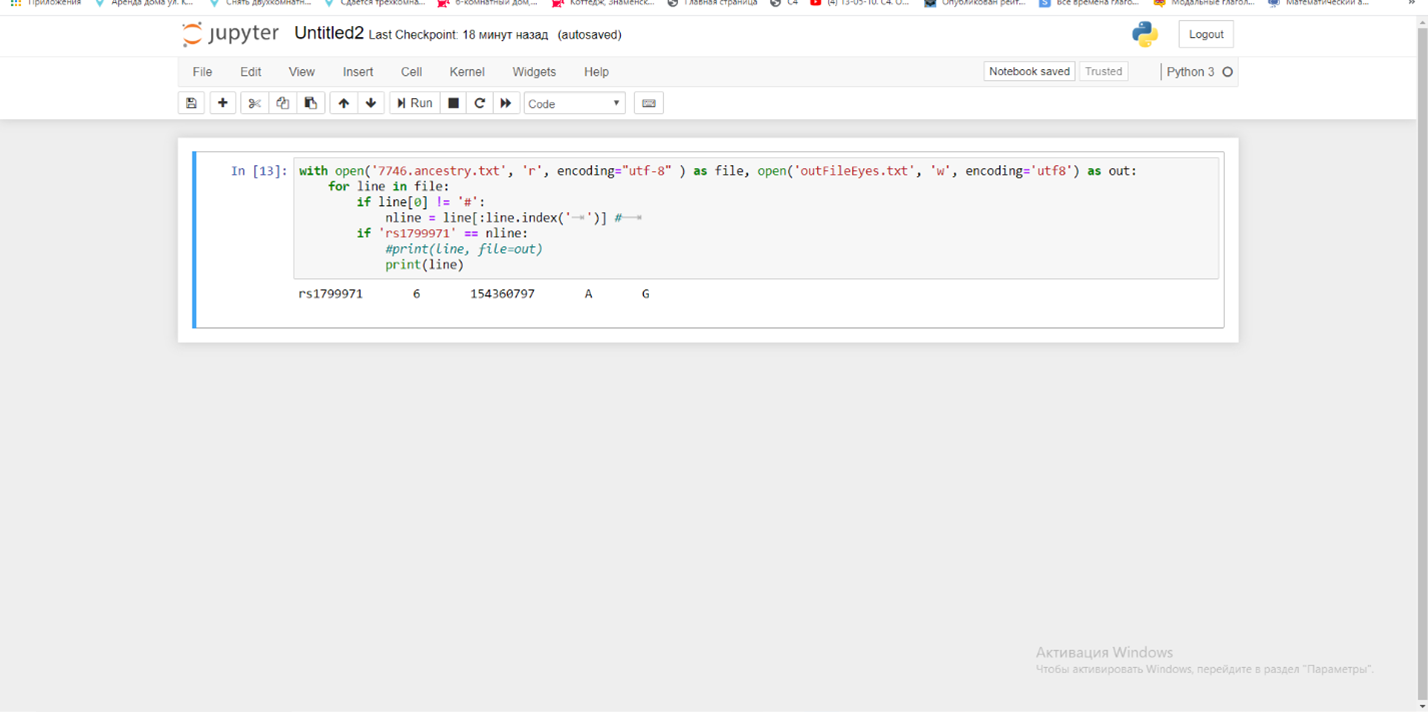 Приложения Аренда дома ул. К... Снять двухкомнатн... Сдается трехкомна... 6-комнатный дом,... Коттедж, Знаменск... Главная страница С4 (4) 13-05-10. С4. О... Опубликован рейт... Все времена глаго... Модальные глагол... Математический а... »
jupyter Untitled2 Last Checkpoint: 18 минут назад (autosaved) Logout
File Edit View Insert Cell Kernel Widgets Help Notebook saved Trusted Python 3
Run Code
In [13]: with open('7746.ancestry.txt', 'r', encoding="utf-8" ) as file, open('outFileEyes.txt', 'w', encoding='utf8') as out:
for line in file:
if line[0] != '#':
nline = line[:line.index('⇥')] #⇥
if 'rs1799971' == nline:
#print(line, file=out)
print(line)
rs1799971 6 154360797 A G
Активация Windows
Чтобы активировать Windows, перейдите в раздел "Параметры".